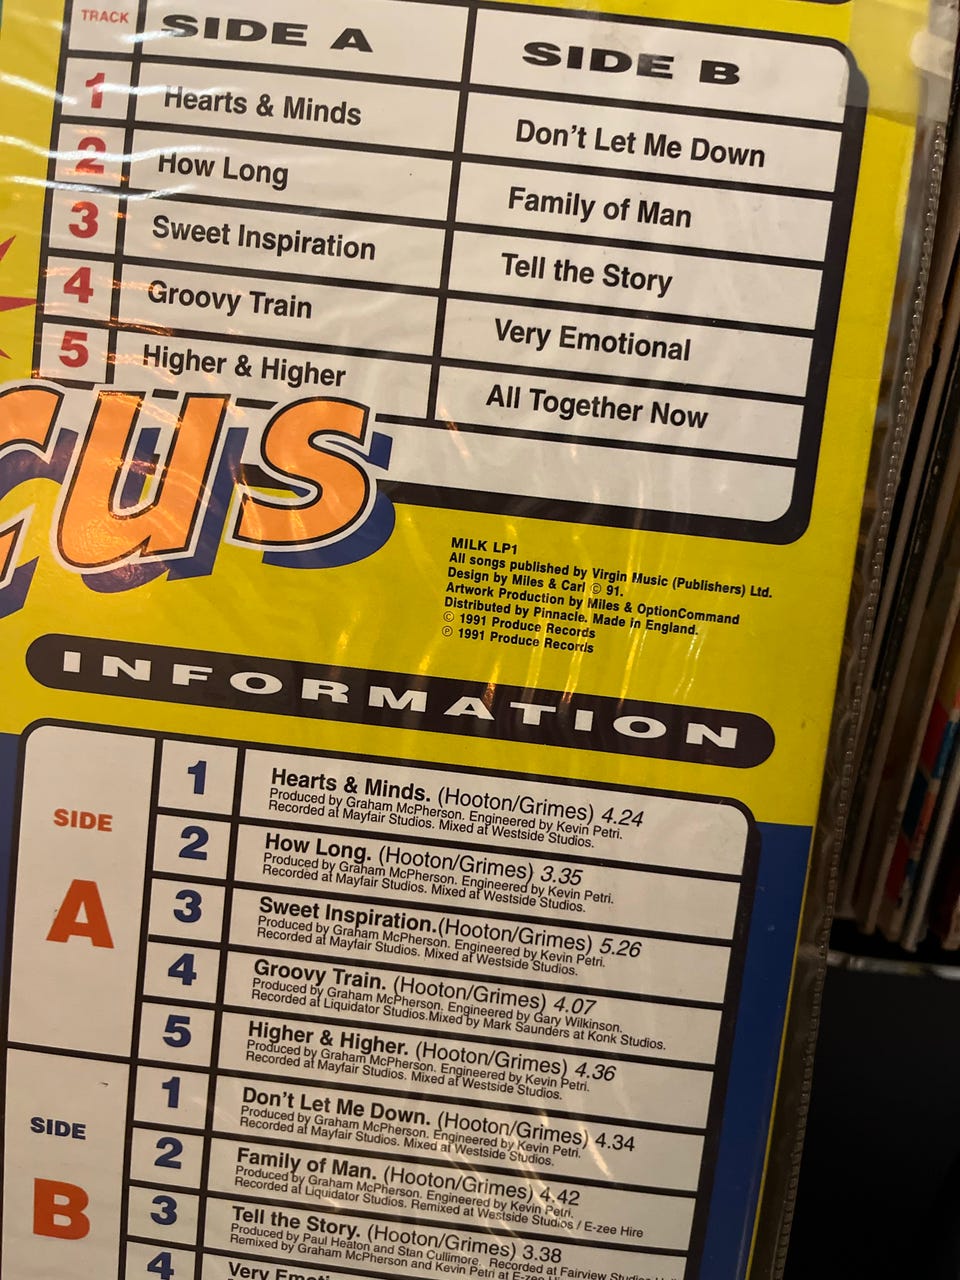 TRACK SIDE A SIDE B
1 Hearts & Minds Don't Let Me Down
2 How Long Family of Man
3 Sweet Inspiration Tell the Story
4 Groovy Train Very Emotional
5 Higher & Higher All Together Now
cus
MILK LP1
All songs published by Virgin Music (Publishers) Ltd.
Design by Miles & Carl © 91.
Artwork Production by Miles & OptionCommand
Distributed by Pinnacle. Made in England.
© 1991 Produce Records
℗ 1991 Produce Records
INFORMATION
SIDE
A
1 Hearts & Minds. (Hooton/Grimes) 4.24
Produced by Graham McPherson. Engineered by Kevin Petri.
Recorded at Mayfair Studios. Mixed at Westside Studios.
2 How Long. (Hooton/Grimes) 3.35
Produced by Graham McPherson. Engineered by Kevin Petri.
Recorded at Mayfair Studios. Mixed at Westside Studios.
3 Sweet Inspiration.(Hooton/Grimes) 5.26
Produced by Graham McPherson. Engineered by Kevin Petri.
Recorded at Mayfair Studios. Mixed at Westside Studios.
4 Groovy Train. (Hooton/Grimes) 4.07
Produced by Graham McPherson. Engineered by Gary Wilkinson.
Recorded at Liquidator Studios.Mixed by Mark Saunders at Konk Studios.
5 Higher & Higher. (Hooton/Grimes) 4.36
Produced by Graham McPherson. Engineered by Kevin Petri.
Recorded at Mayfair Studios. Mixed at Westside Studios.
SIDE
B
1 Don't Let Me Down. (Hooton/Grimes) 4.34
Produced by Graham McPherson. Engineered by Kevin Petri.
Recorded at Mayfair Studios. Mixed at Westside Studios.
2 Family of Man. (Hooton/Grimes) 4.42
Produced by Graham McPherson. Engineered by Kevin Petri.
Recorded at Liquidator Studios. Remixed at Westside Studios / E-zee Hire
3 Tell the Story. (Hooton/Grimes) 3.38
Produced by Paul Heaton and Stan Cullimore. Recorded at Fairview Studios
Remixed by Graham McPherson and Kevin Petri at E-zee
4 Very